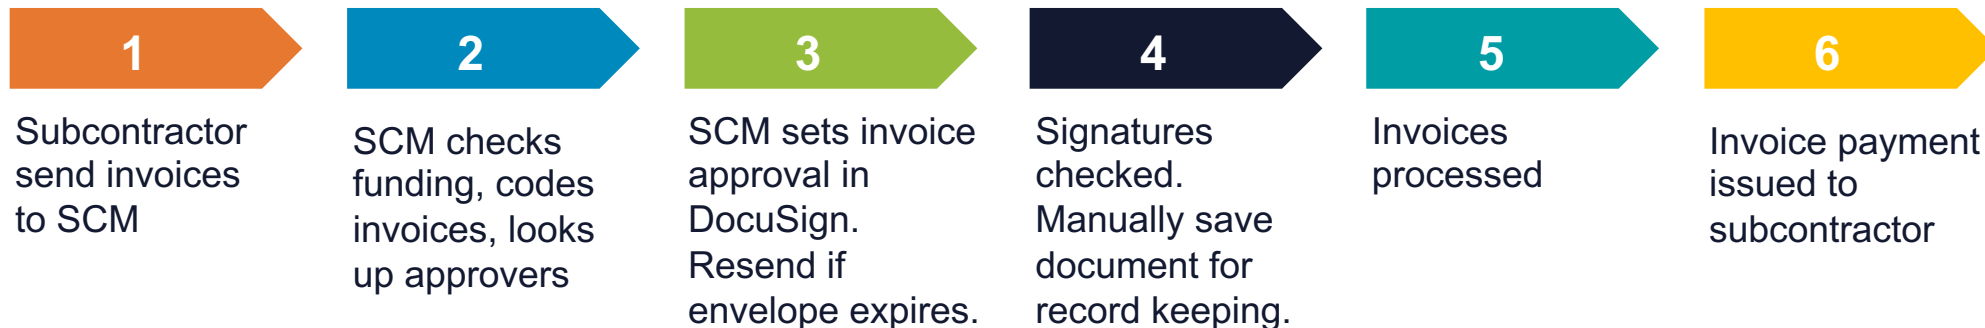 1
Subcontractor
send invoices
to SCM
2
SCM checks
funding, codes
invoices, looks
up approvers
3
SCM sets invoice
approval in
DocuSign.
Resend if
envelope expires.
4
Signatures
checked.
Manually save
document for
record keeping.
5
Invoices
processed
6
Invoice payment
issued to
subcontractor